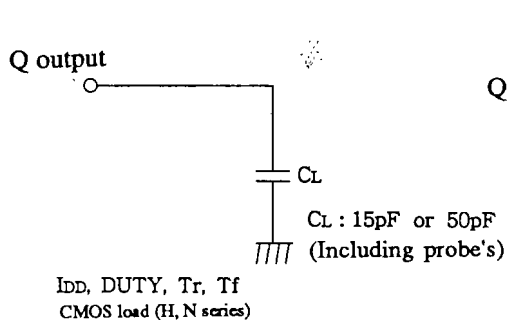 Q output
Q
CL
CL : 15pF or 50pF
(Including probe's)
IDD, DUTY, Tr, Tf
CMOS load (H, N series)